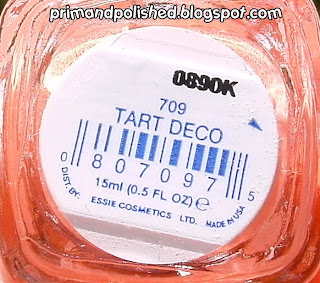 primandpolished.blogspot.com
0890K
709
TART DECO
0 807097 5
15ml (0.5 FL OZ) e
DIST. BY:
ESSIE COSMETICS LTD. MADE IN USA